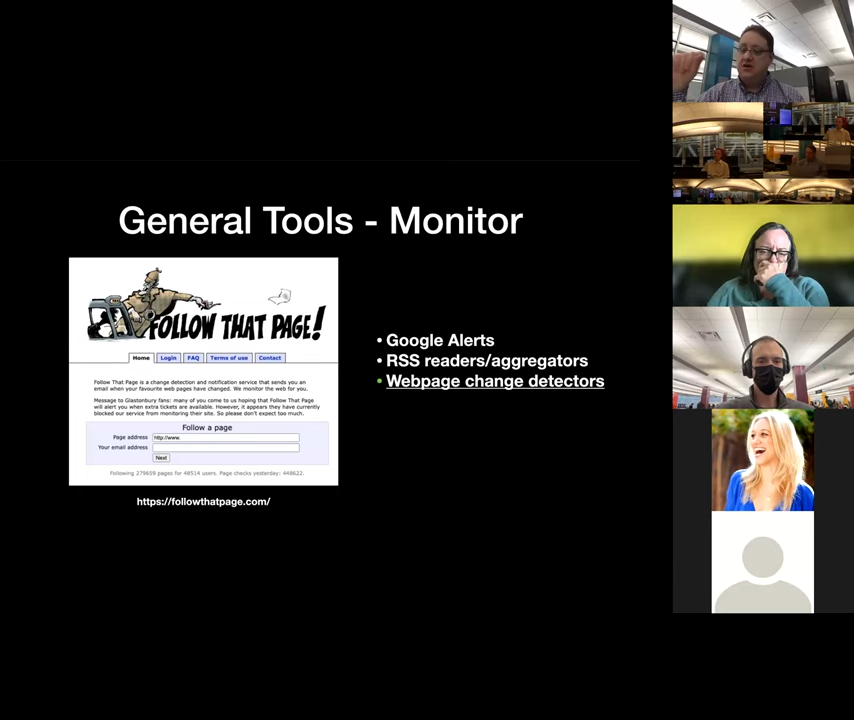 General Tools - Monitor
FOLLOW THAT PAGE!
Home Login FAQ Terms of use Contact
Follow That Page is a change detection and notification service that sends you an
email when your favourite web pages have changed. We monitor the web for you.
Message to Glastonbury fans: many of you come to us hoping that Follow That Page
will alert you when extra tickets are available. However, it appears they have currently
blocked our service from monitoring their site. So please don't expect too much.
Follow a page
Page address http://www.
Your email address
Next
Following 279659 pages for 40514 users. Page checks yesterday: 448622.
https://followthatpage.com/
• Google Alerts
• RSS readers/aggregators
• Webpage change detectors